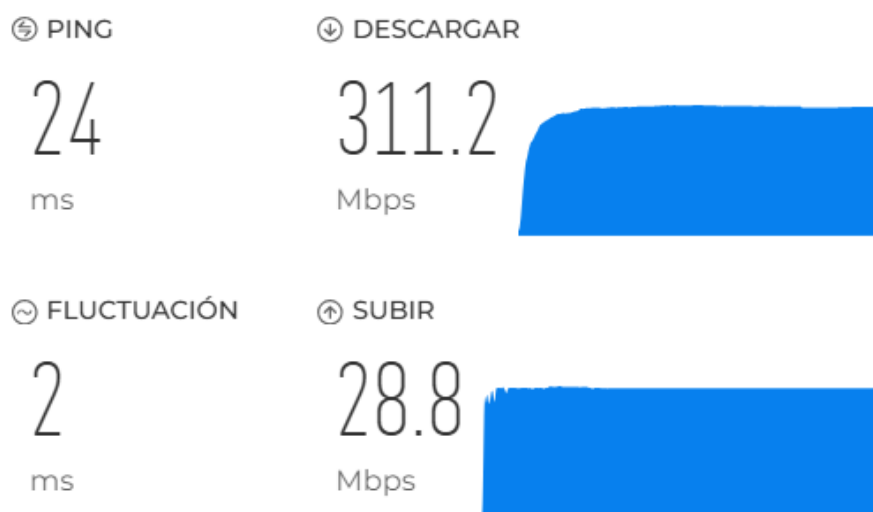 PING
24
ms
DESCARGAR
311.2
Mbps
FLUCTUACIÓN
2
ms
SUBIR
28.8
Mbps